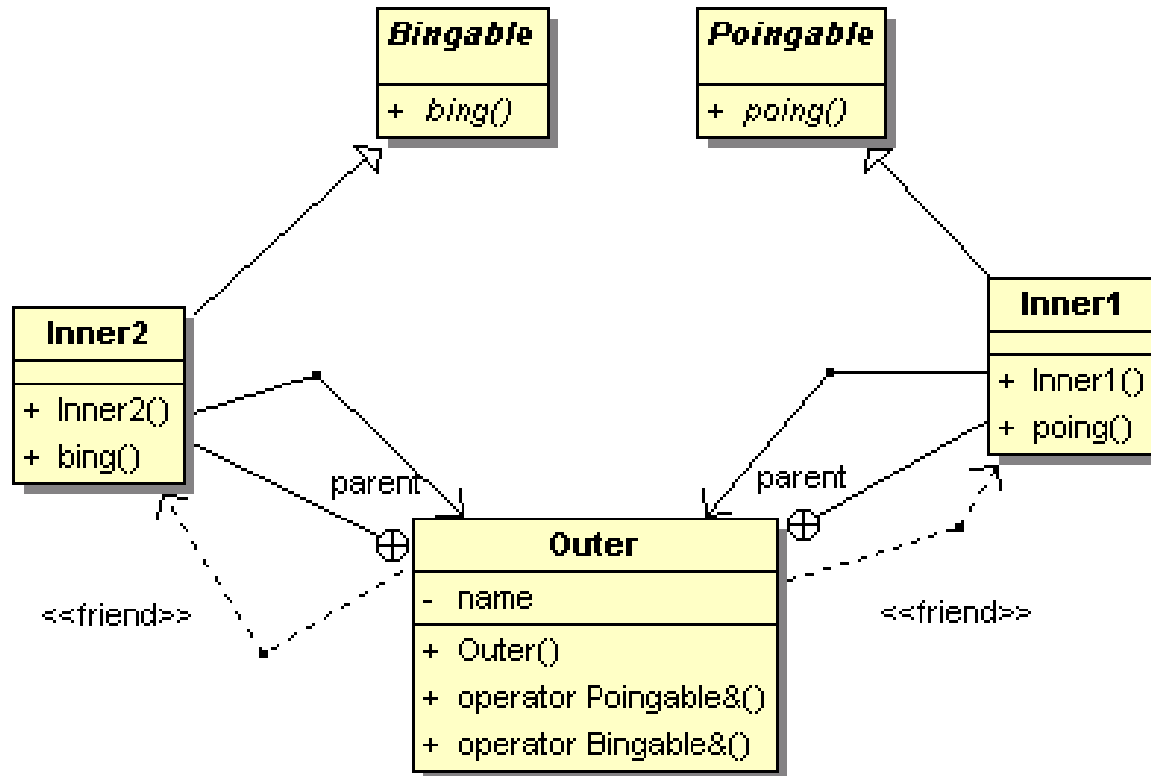 Bingable
+ bing()
Poingable
+ poing()
Inner2
+ Inner2()
+ bing()
Inner1
+ Inner1()
+ poing()
parent
parent
<<friend>>
<<friend>>
Outer
- name
+ Outer()
+ operator Poingable&()
+ operator Bingable&()